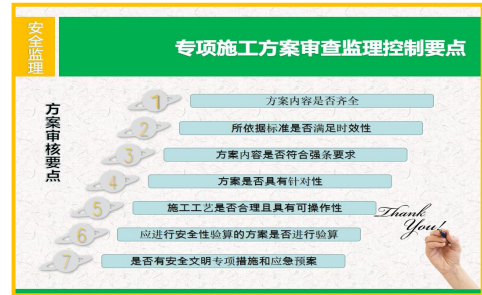 安全监理
专项施工方案审查监理控制要点
方案审核要点
1 方案内容是否齐全
2 所依据标准是否满足时效性
3 方案内容是否符合强条要求
4 方案是否具有针对性
5 施工工艺是否合理且具有可操作性
6 应进行安全性验算的方案是否进行验算
7 是否有安全文明专项措施和应急预案
Thank
You!